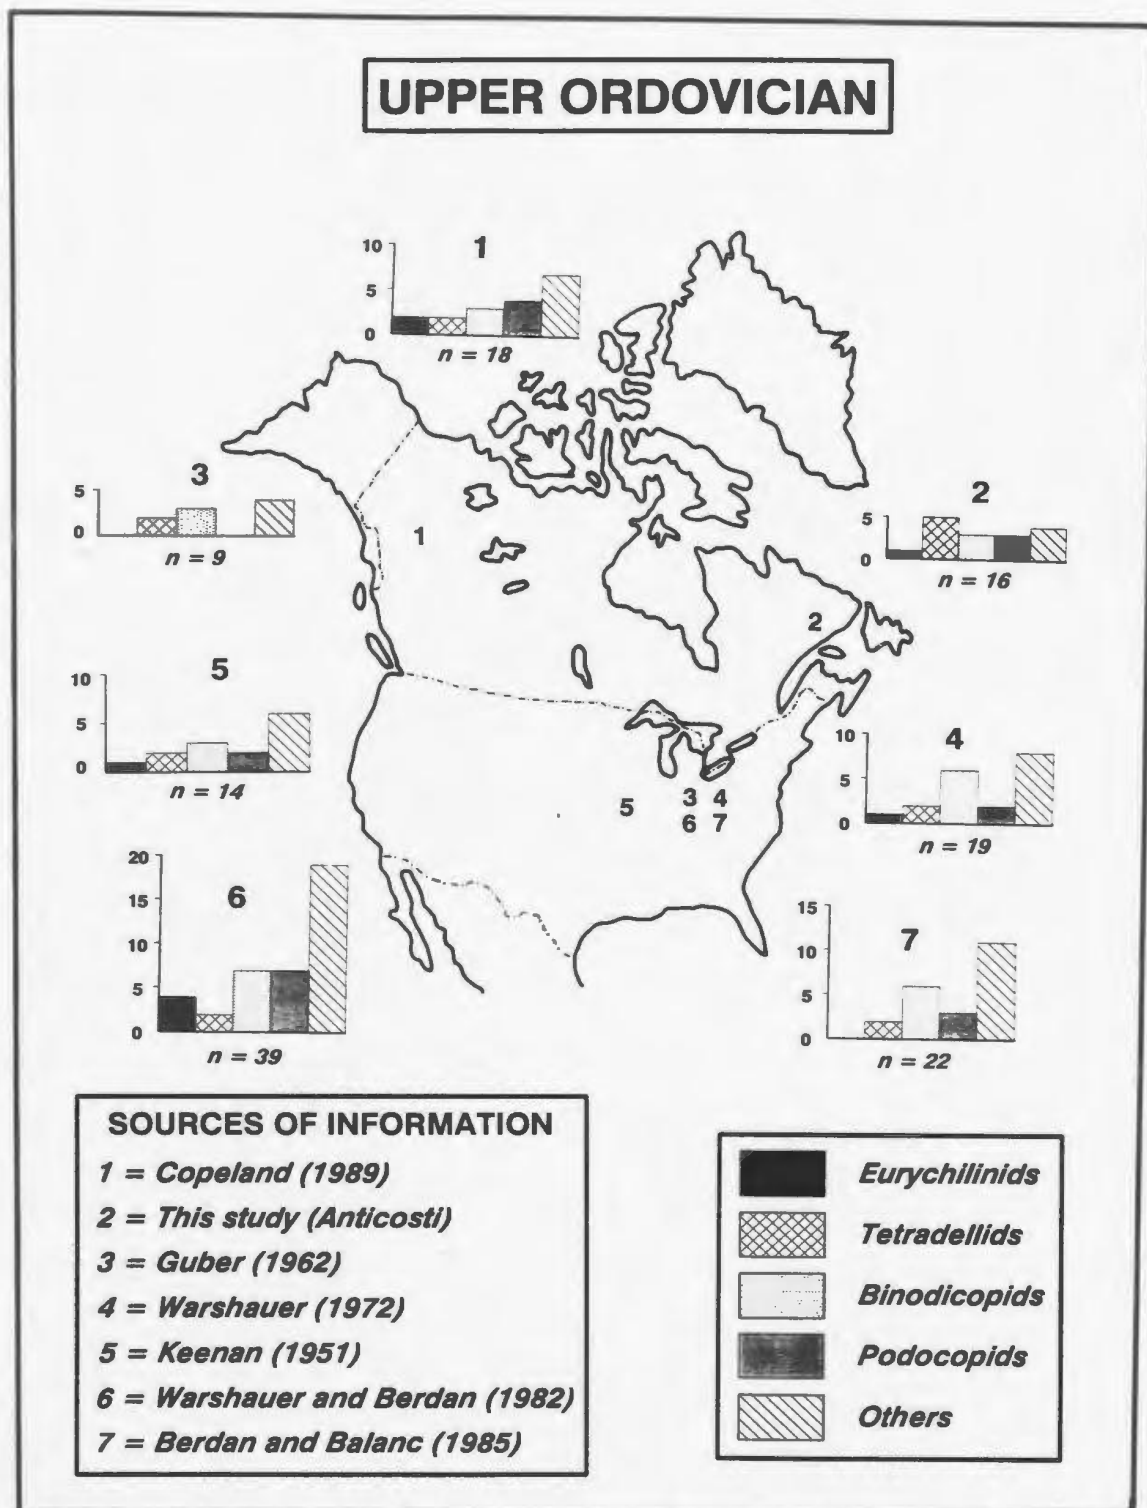 UPPER ORDOVICIAN
10
1
5
0
n = 18
5
3
0
n = 9
1
2
5
0
n = 16
2
10
5
5
0
n = 14
10
4
5
0
n = 19
5
3 4
6 7
20
15
6
10
5
0
n = 39
15
7
10
5
0
n = 22
SOURCES OF INFORMATION
1 = Copeland (1989)
2 = This study (Anticosti)
3 = Guber (1962)
4 = Warshauer (1972)
5 = Keenan (1951)
6 = Warshauer and Berdan (1982)
7 = Berdan and Balanc (1985)
Eurychilinids
Tetradellids
Binodicopids
Podocopids
Others